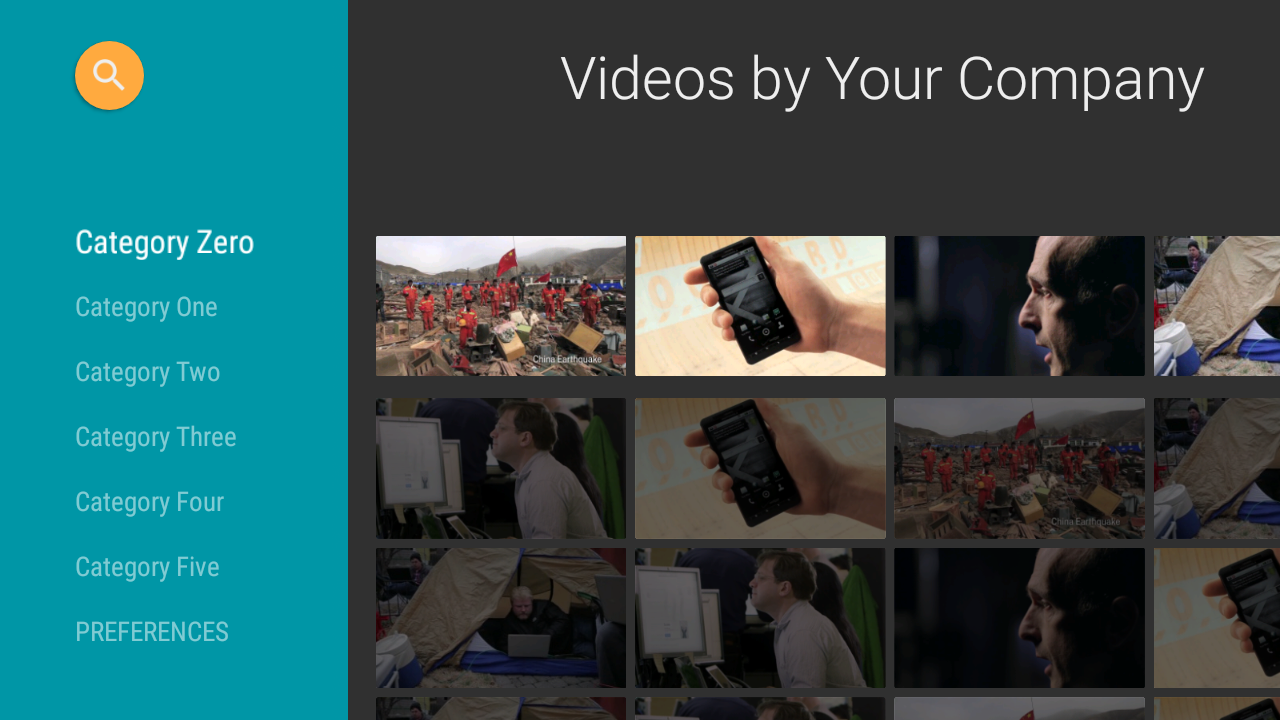 Videos by Your Company
Category Zero
Category One
Category Two
Category Three
Category Four
Category Five
PREFERENCES
China Earthquake
China Earthquake